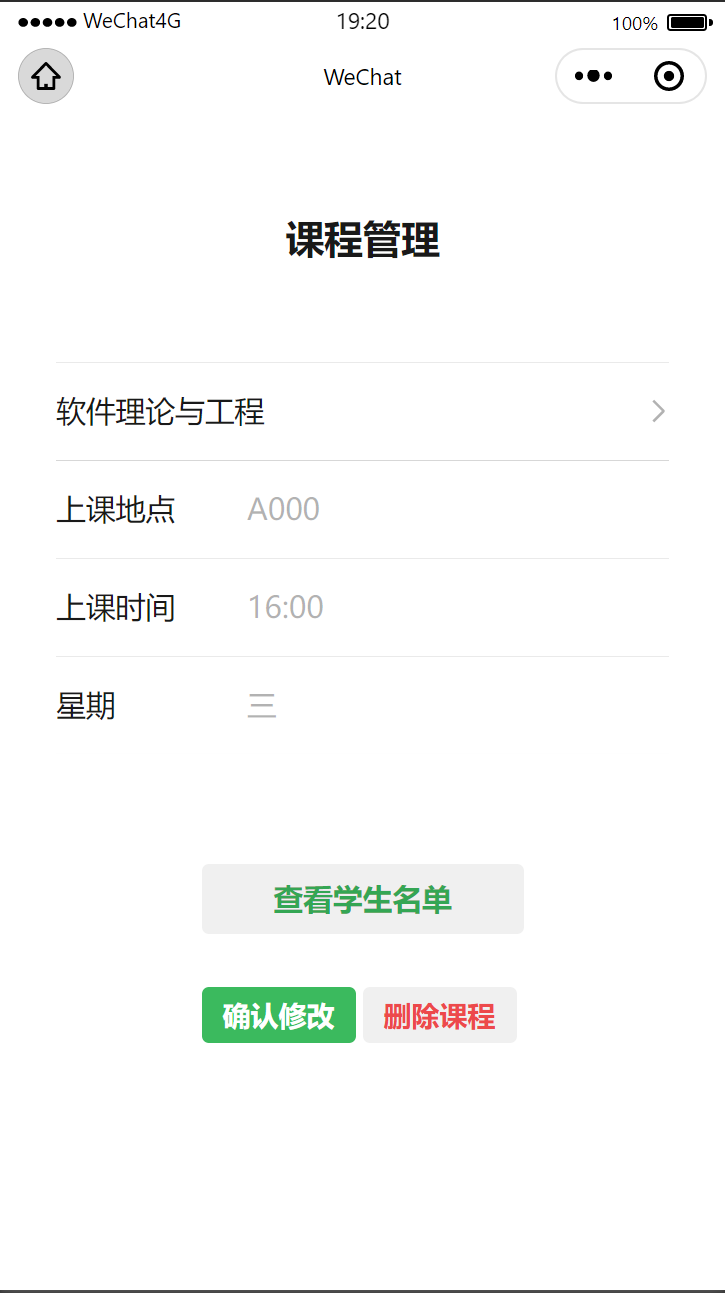 WeChat4G 19:20 100%
WeChat
课程管理
软件理论与工程
上课地点 A000
上课时间 16:00
星期 三
查看学生名单
确认修改 删除课程